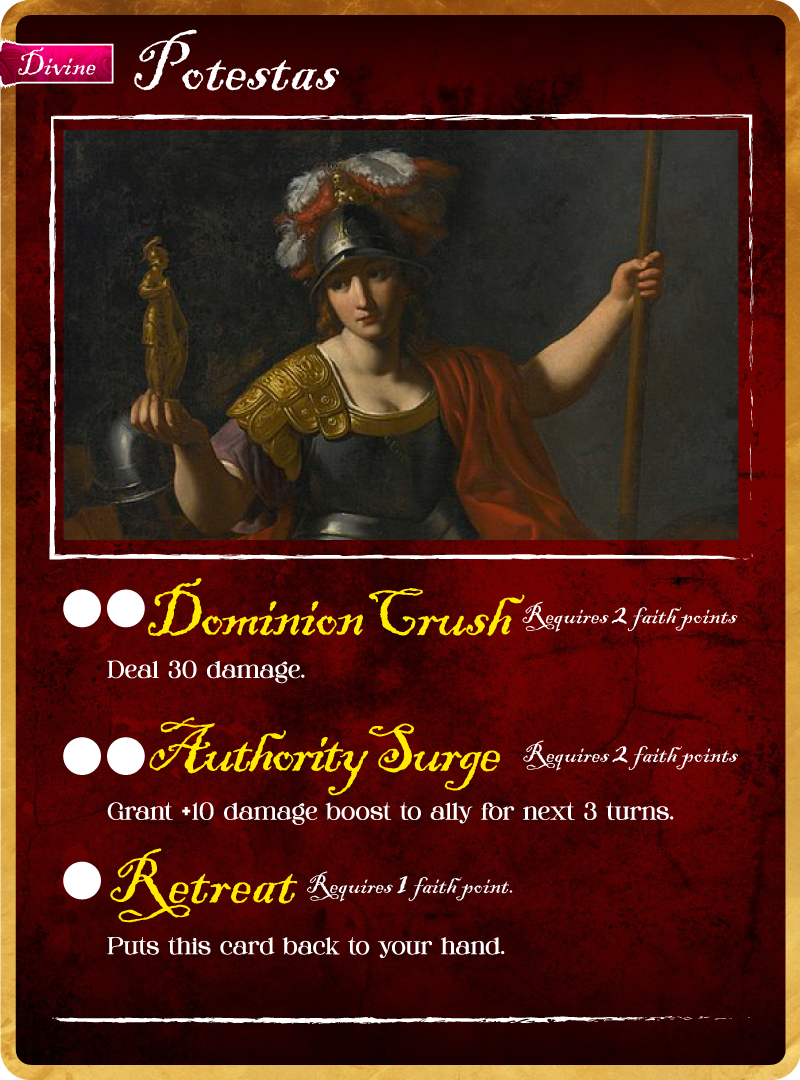 Divine
Potestas
Dominion Crush Requires 2 faith points
Deal 30 damage.
Authority Surge Requires 2 faith points
Grant +10 damage boost to ally for next 3 turns.
Retreat Requires 1 faith point.
Puts this card back to your hand.